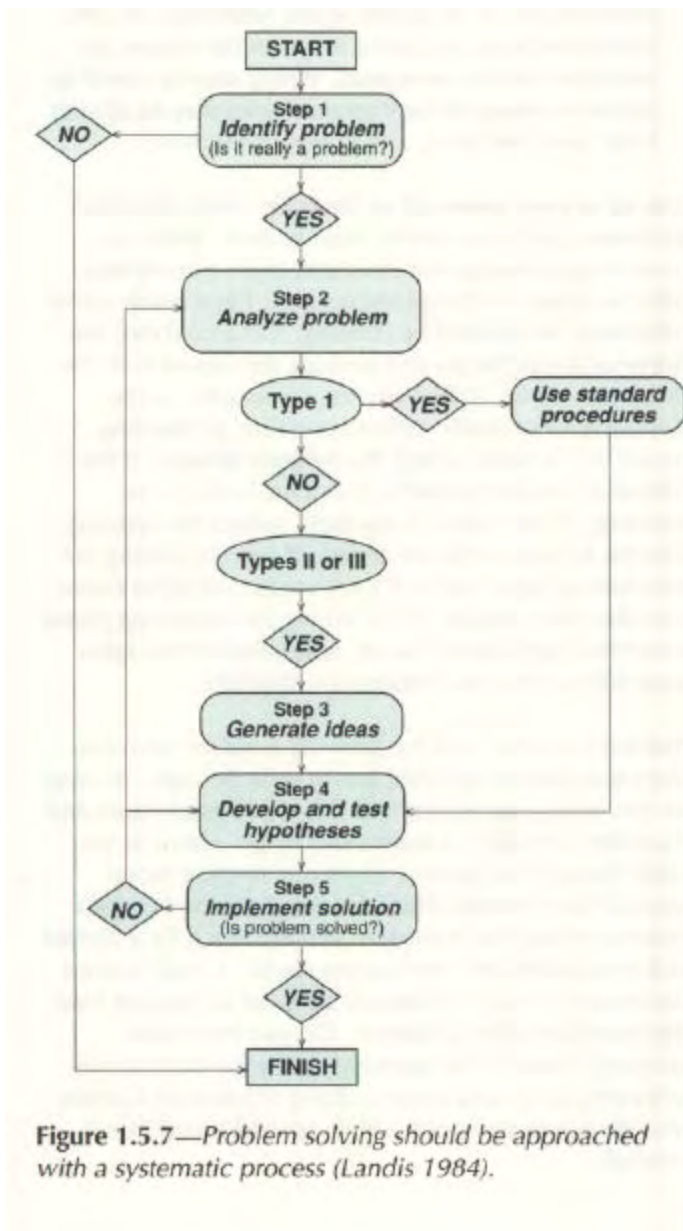 START
Step 1
Identify problem
(Is it really a problem?)
NO
YES
Step 2
Analyze problem
Type 1
YES
Use standard
procedures
NO
Types II or III
YES
Step 3
Generate ideas
Step 4
Develop and test
hypotheses
Step 5
Implement solution
(Is problem solved?)
NO
YES
FINISH
Figure 1.5.7—Problem solving should be approached
with a systematic process (Landis 1984).